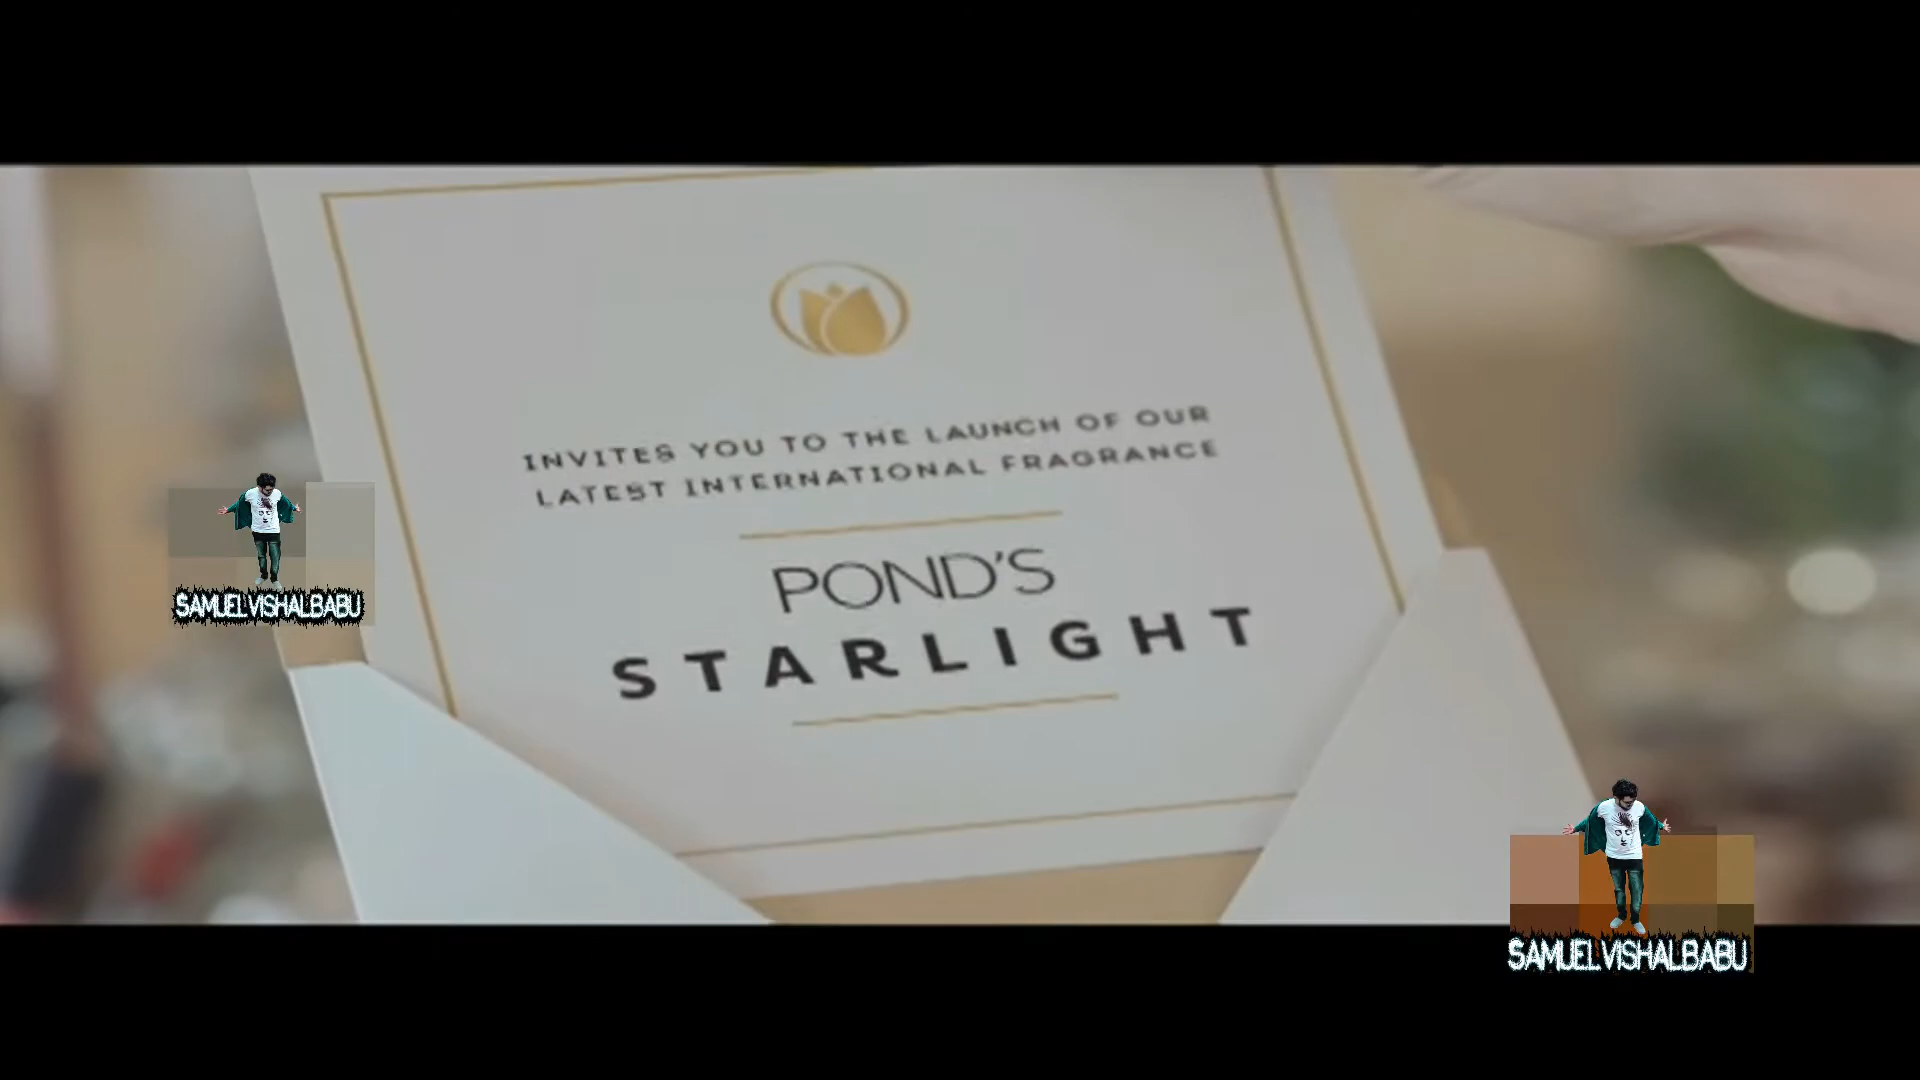 INVITES YOU TO THE LAUNCH OF OUR
LATEST INTERNATIONAL FRAGRANCE
POND'S
STARLIGHT
SAMUELVISHALBABU
SAMUELVISHALBABU